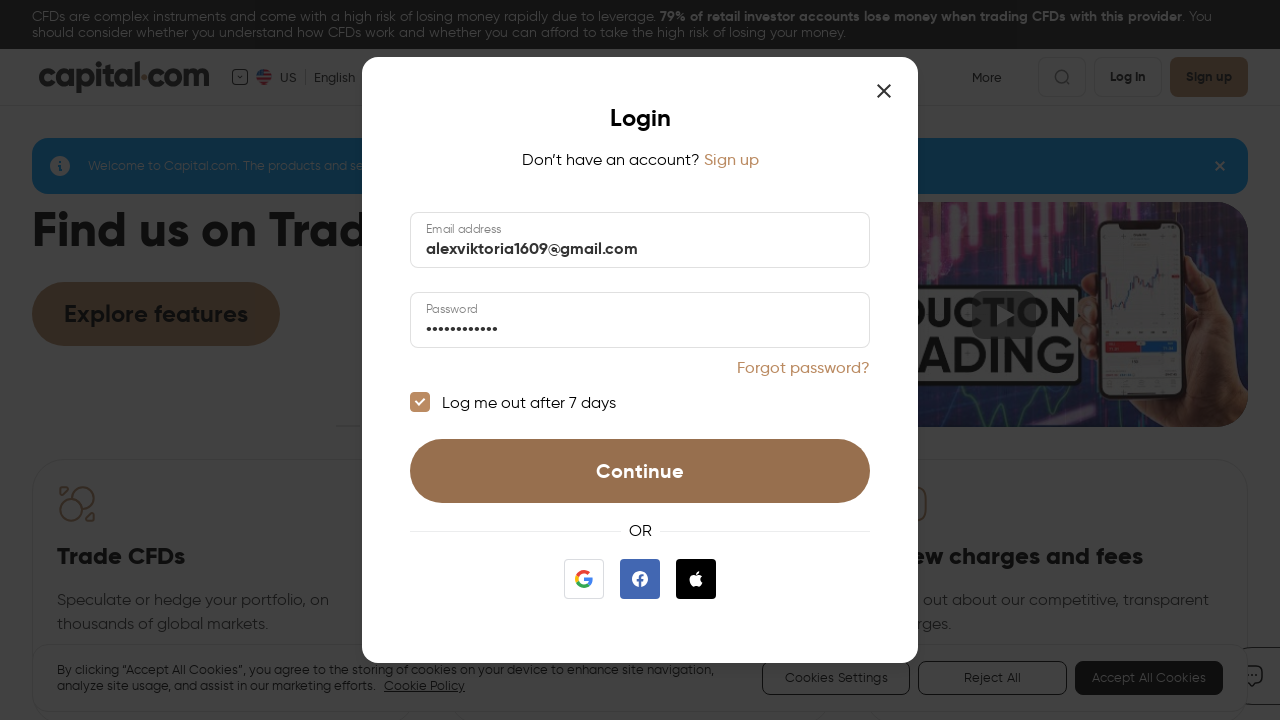 CFDs are complex instruments and come with a high risk of losing money rapidly due to leverage. 79% of retail investor accounts lose money when trading CFDs with this provider. You
should consider whether you understand how CFDs work and whether you can afford to take the high risk of losing your money.
capital.com US English More Log In Sign up
Welcome to Capital.com. The products and se
Find us on Trad
Explore features
DUCTION
ADING
Login
Don’t have an account? Sign up
Email address
alexviktoria1609@gmail.com
Password
••••••••••••
Forgot password?
Log me out after 7 days
Continue
OR
Trade CFDs
Speculate or hedge your portfolio, on
thousands of global markets.
ew charges and fees
out about our competitive, transparent
rges.
By clicking “Accept All Cookies”, you agree to the storing of cookies on your device to enhance site navigation,
analyze site usage, and assist in our marketing efforts. Cookie Policy
Cookies Settings Reject All Accept All Cookies